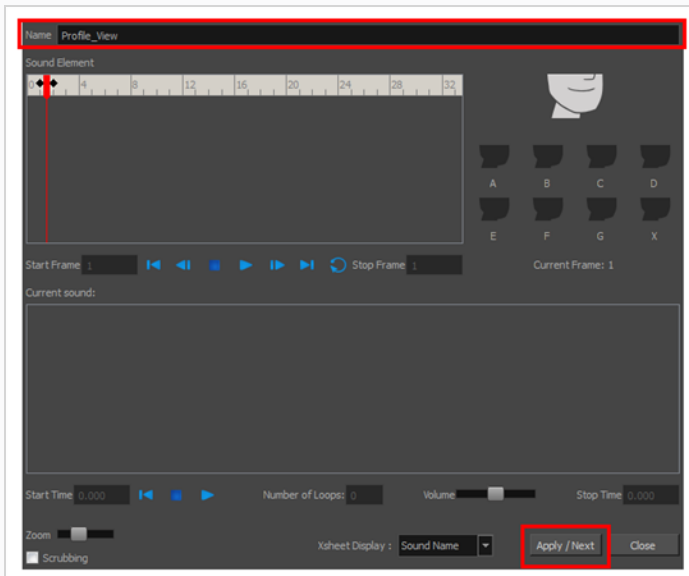 Name Profile_View
Sound Element
0 4 8 12 16 20 24 28 32
A B C D
E F G X
Start Frame 1 Stop Frame 1 Current Frame: 1
Current sound:
Start Time 0.000 Number of Loops: 0 Volume Stop Time 0.000
Zoom
Scrubbing Xsheet Display : Sound Name Apply / Next Close